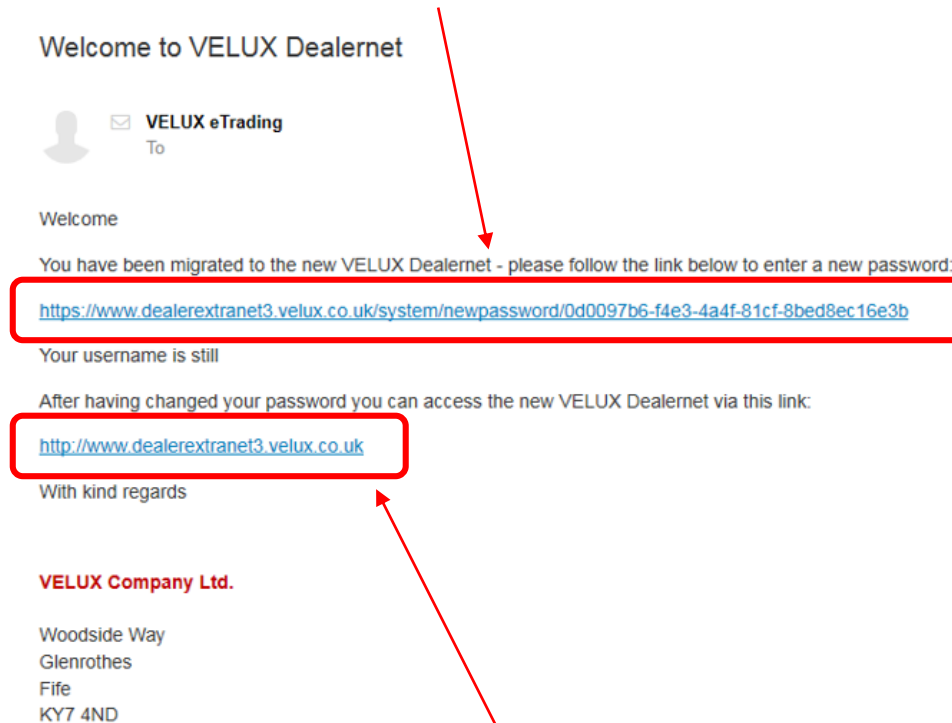 Welcome to VELUX Dealernet
VELUX eTrading
To
Welcome
You have been migrated to the new VELUX Dealernet - please follow the link below to enter a new password:
https://www.dealerextranet3.velux.co.uk/system/newpassword/0d0097b6-f4e3-4a4f-81cf-8bed8ec16e3b
Your username is still
After having changed your password you can access the new VELUX Dealernet via this link:
http://www.dealerextranet3.velux.co.uk
With kind regards
VELUX Company Ltd.
Woodside Way
Glenrothes
Fife
KY7 4ND